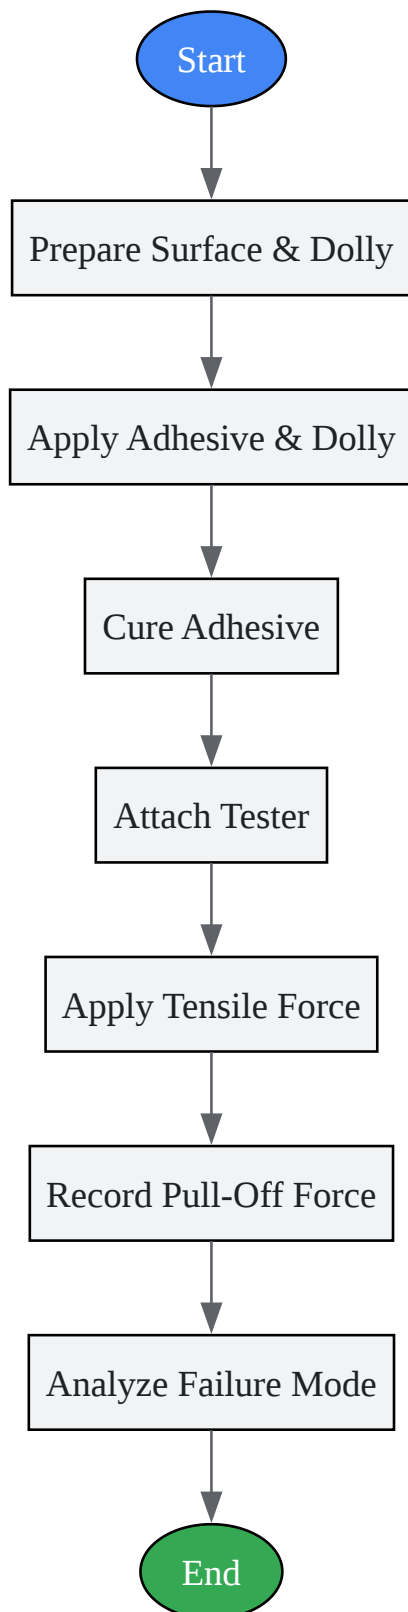 Start
Prepare Surface & Dolly
Apply Adhesive & Dolly
Cure Adhesive
Attach Tester
Apply Tensile Force
Record Pull-Off Force
Analyze Failure Mode
End